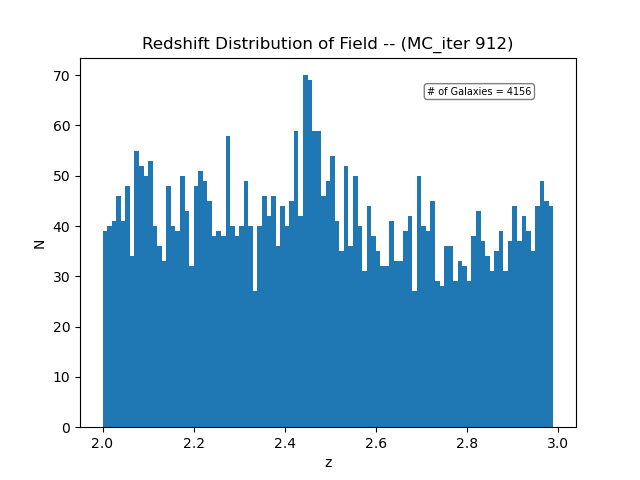 Redshift Distribution of Field -- (MC_iter 912)
# of Galaxies = 4156
70
60
50
40
30
20
10
0
N
2.0 2.2 2.4 2.6 2.8 3.0
z